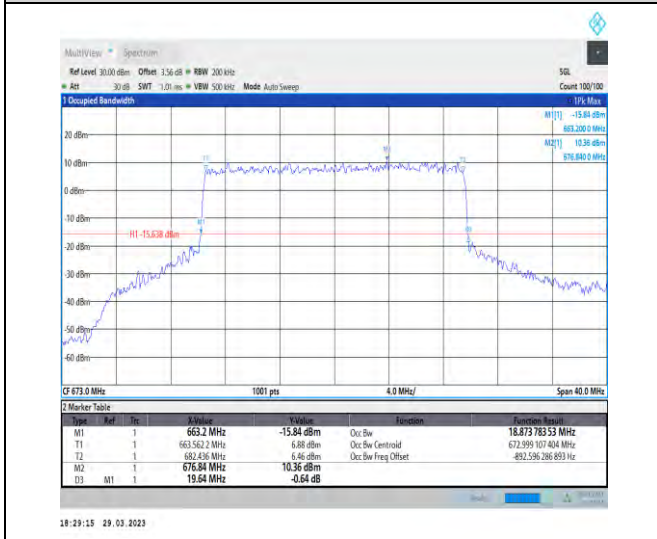 MultiView Spectrum
Ref Level 30.00 dBm Offset 3.56 dB RBW 200 kHz SGL
Att 30 dB SWT 1.01 ms VBW 500 kHz Mode Auto Sweep Count 100/100
1 Occupied Bandwidth 1Pk Max
M1[1] -15.84 dBm
663.200 0 MHz
M2[1] 10.36 dBm
676.840 0 MHz
20 dBm
10 dBm
0 dBm
-10 dBm
H1 -15.638 dBm
-20 dBm
-30 dBm
-40 dBm
-50 dBm
-60 dBm
CF 673.0 MHz 1001 pts 4.0 MHz/ Span 40.0 MHz
2 Marker Table
Type Ref Trc X-Value Y-Value Function Function Result
M1 1 663.2 MHz -15.84 dBm Occ Bw 18.873 783 53 MHz
T1 1 663.562 2 MHz 6.88 dBm Occ Bw Centroid 672.999 107 404 MHz
T2 1 682.436 MHz 6.46 dBm Occ Bw Freq Offset -892.596 286 893 Hz
M2 1 676.84 MHz 10.36 dBm
D3 M1 1 19.64 MHz -0.64 dB
18:29:15 29.03.2023